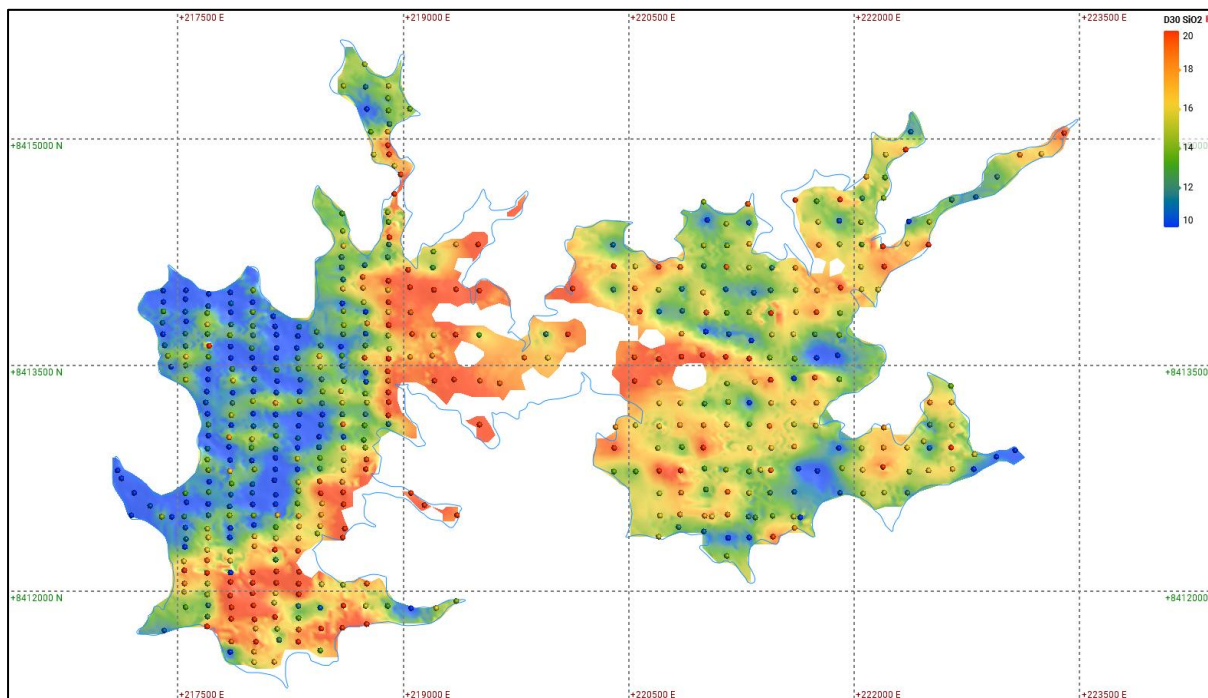 +217500 E
+219000 E
+220500 E
+222000 E
+223500 E
D30 SiO2
20
18
16
14
12
10
+8415000 N
+8413500 N
+8413500
+8412000 N
+8412000
+217500 E
+219000 E
+220500 E
+222000 E
+223500 E